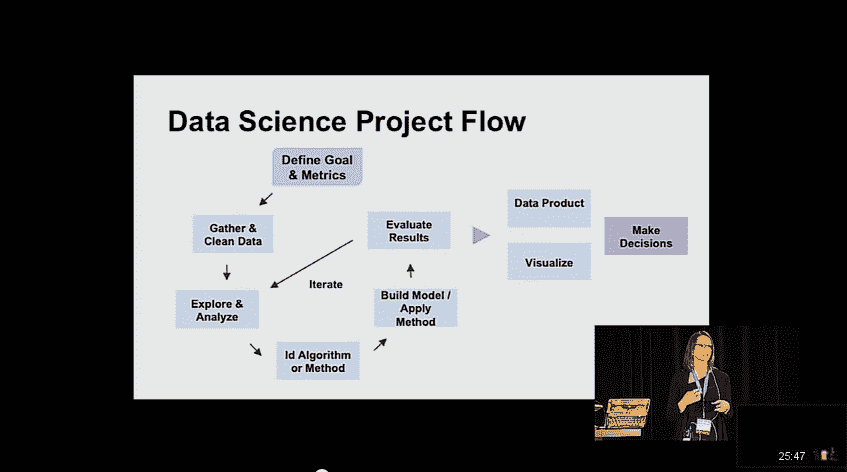 Data Science Project Flow
Define Goal
& Metrics
Gather &
Clean Data
Evaluate
Results
Data Product
Make
Decisions
Visualize
Iterate
Explore &
Analyze
Build Model /
Apply
Method
Id Algorithm
or Method
25:47